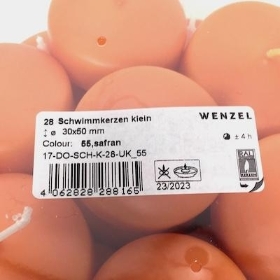 28 Schwimmkerzen klein
WENZEL
ø 30x50 mm
± 4 h
Colour: 55,safran
17-DO-SCH-K-28-UK_55
4 062828 288165
23/2023
RAL